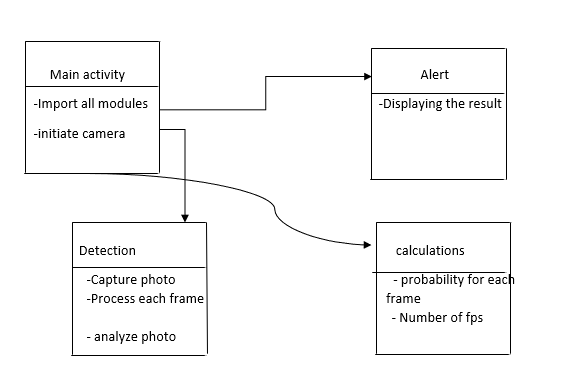 Main activity
-Import all modules
-initiate camera
Alert
-Displaying the result
Detection
-Capture photo
-Process each frame
- analyze photo
calculations
- probability for each
frame
- Number of fps